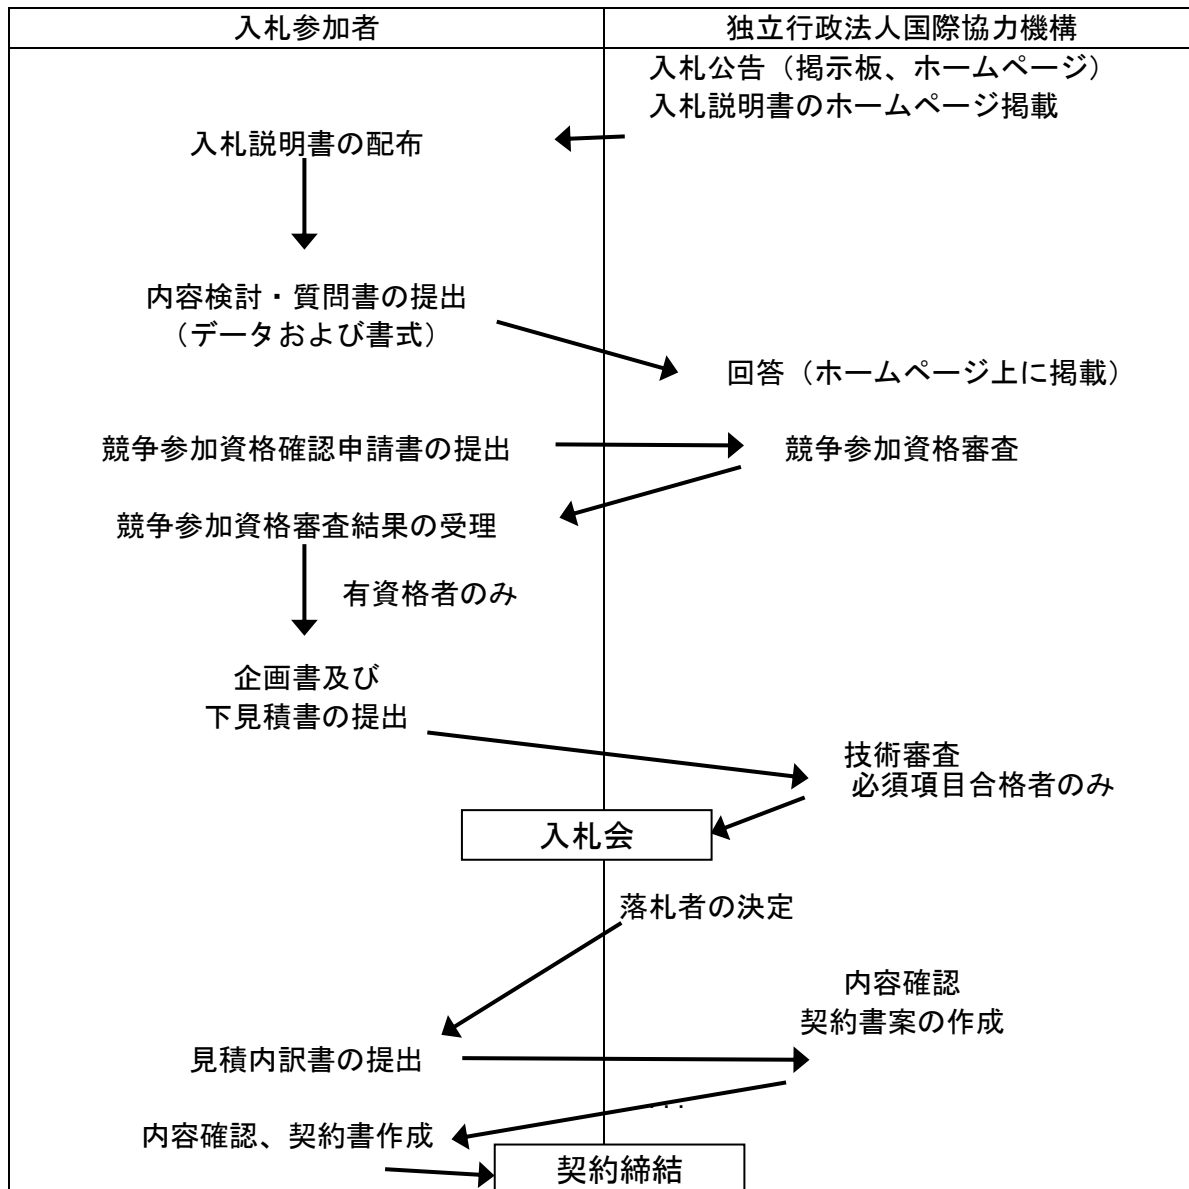 入札参加者
独立行政法人国際協力機構
入札公告（掲示板、ホームページ）
入札説明書のホームページ掲載
入札説明書の配布
内容検討・質問書の提出
（データおよび書式）
回答（ホームページ上に掲載）
競争参加資格確認申請書の提出
競争参加資格審査
競争参加資格審査結果の受理
有資格者のみ
企画書及び
下見積書の提出
技術審査
必須項目合格者のみ
入札会
落札者の決定
内容確認
契約書案の作成
見積内訳書の提出
...
内容確認、契約書作成
契約締結